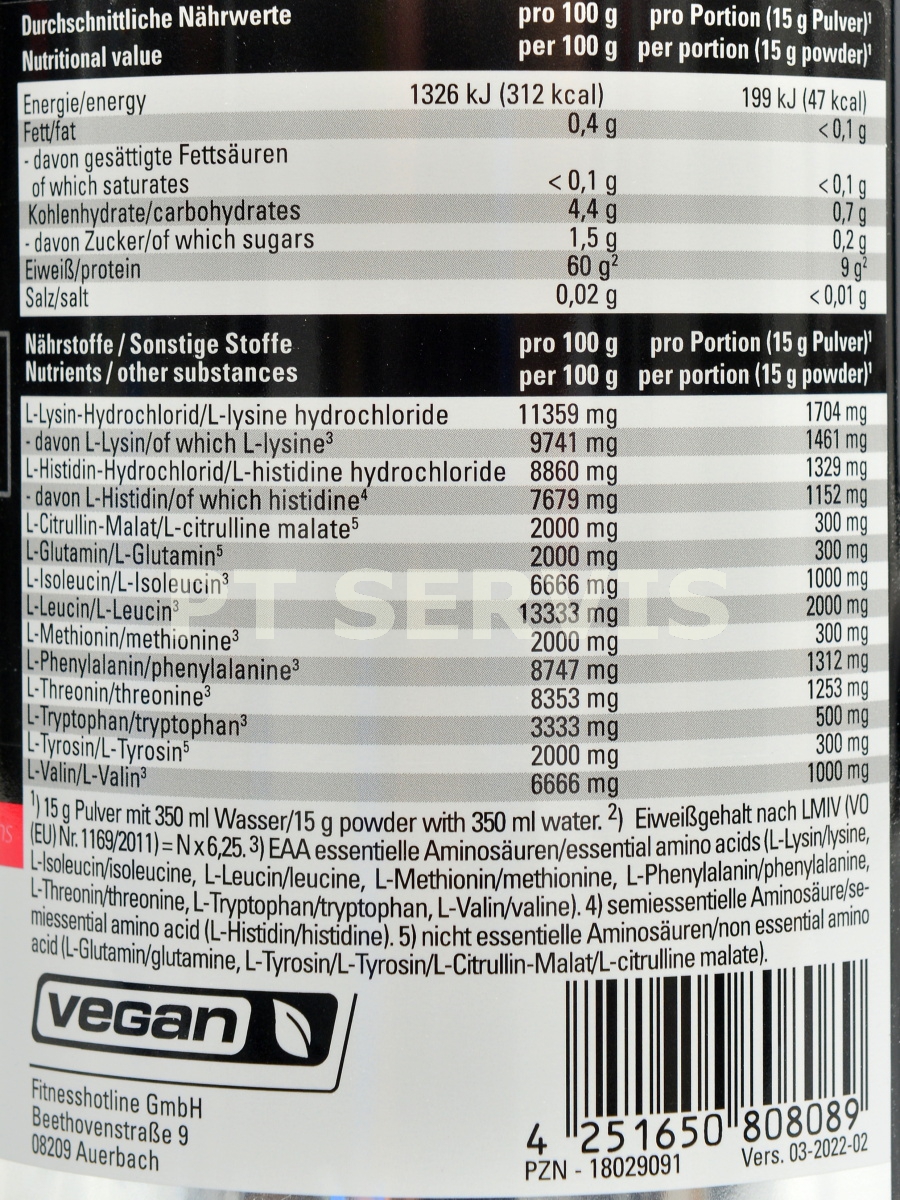 Durchschnittliche Nährwerte pro 100 g pro Portion (15 g Pulver)¹
Nutritional value per 100 g per portion (15 g powder)¹
Energie/energy 1326 kJ (312 kcal) 199 kJ (47 kcal)
Fett/fat 0,4 g <0,1 g
- davon gesättigte Fettsäuren
of which saturates <0,1 g <0,1 g
Kohlenhydrate/carbohydrates 4,4 g 0,7 g
- davon Zucker/of which sugars 1,5 g 0,2 g
Eiweiß/protein 60 g² 9 g²
Salz/salt 0,02 g <0,01 g
Nährstoffe / Sonstige Stoffe pro 100 g pro Portion (15 g Pulver)¹
Nutrients / other substances per 100 g per portion (15 g powder)¹
L-Lysin-Hydrochlorid/L-lysine hydrochloride 11359 mg 1704 mg
- davon L-Lysin/of which L-lysine³ 9741 mg 1461 mg
L-Histidin-Hydrochlorid/L-histidine hydrochloride 8860 mg 1329 mg
- davon L-Histidin/of which histidine⁴ 7679 mg 1152 mg
L-Citrullin-Malat/L-citrulline malate⁵ 2000 mg 300 mg
L-Glutamin/L-Glutamin⁵ 2000 mg 300 mg
L-Isoleucin/L-Isoleucin³ 6666 mg 1000 mg
L-Leucin/L-Leucin³ 13333 mg 2000 mg
PT SERVIS
L-Methionin/methionine³ 2000 mg 300 mg
L-Phenylalanin/phenylalanine³ 8747 mg 1312 mg
L-Threonin/threonine³ 8353 mg 1253 mg
L-Tryptophan/tryptophan³ 3333 mg 500 mg
L-Tyrosin/L-Tyrosin⁵ 2000 mg 300 mg
L-Valin/L-Valin³ 6666 mg 1000 mg
¹) 15 g Pulver mit 350 ml Wasser/15 g powder with 350 ml water. ²) Eiweißgehalt nach LMIV (VO
(EU) Nr. 1169/2011) = N x 6,25. 3) EAA essentielle Aminosäuren/essential amino acids (L-Lysin/lysine,
L-Isoleucin/isoleucine, L-Leucin/leucine, L-Methionin/methionine, L-Phenylalanin/phenylalanine,
L-Threonin/threonine, L-Tryptophan/tryptophan, L-Valin/valine). 4) semiessentielle Aminosäure/se-
miessential amino acid (L-Histidin/histidine). 5) nicht essentielle Aminosäuren/non essential amino
acid (L-Glutamin/glutamine, L-Tyrosin/L-Tyrosin/L-Citrullin-Malat/L-citrulline malate).
vegan
Fitnesshotline GmbH
Beethovenstraße 9
08209 Auerbach
4 251650 808089
PZN - 18029091 Vers. 03-2022-02